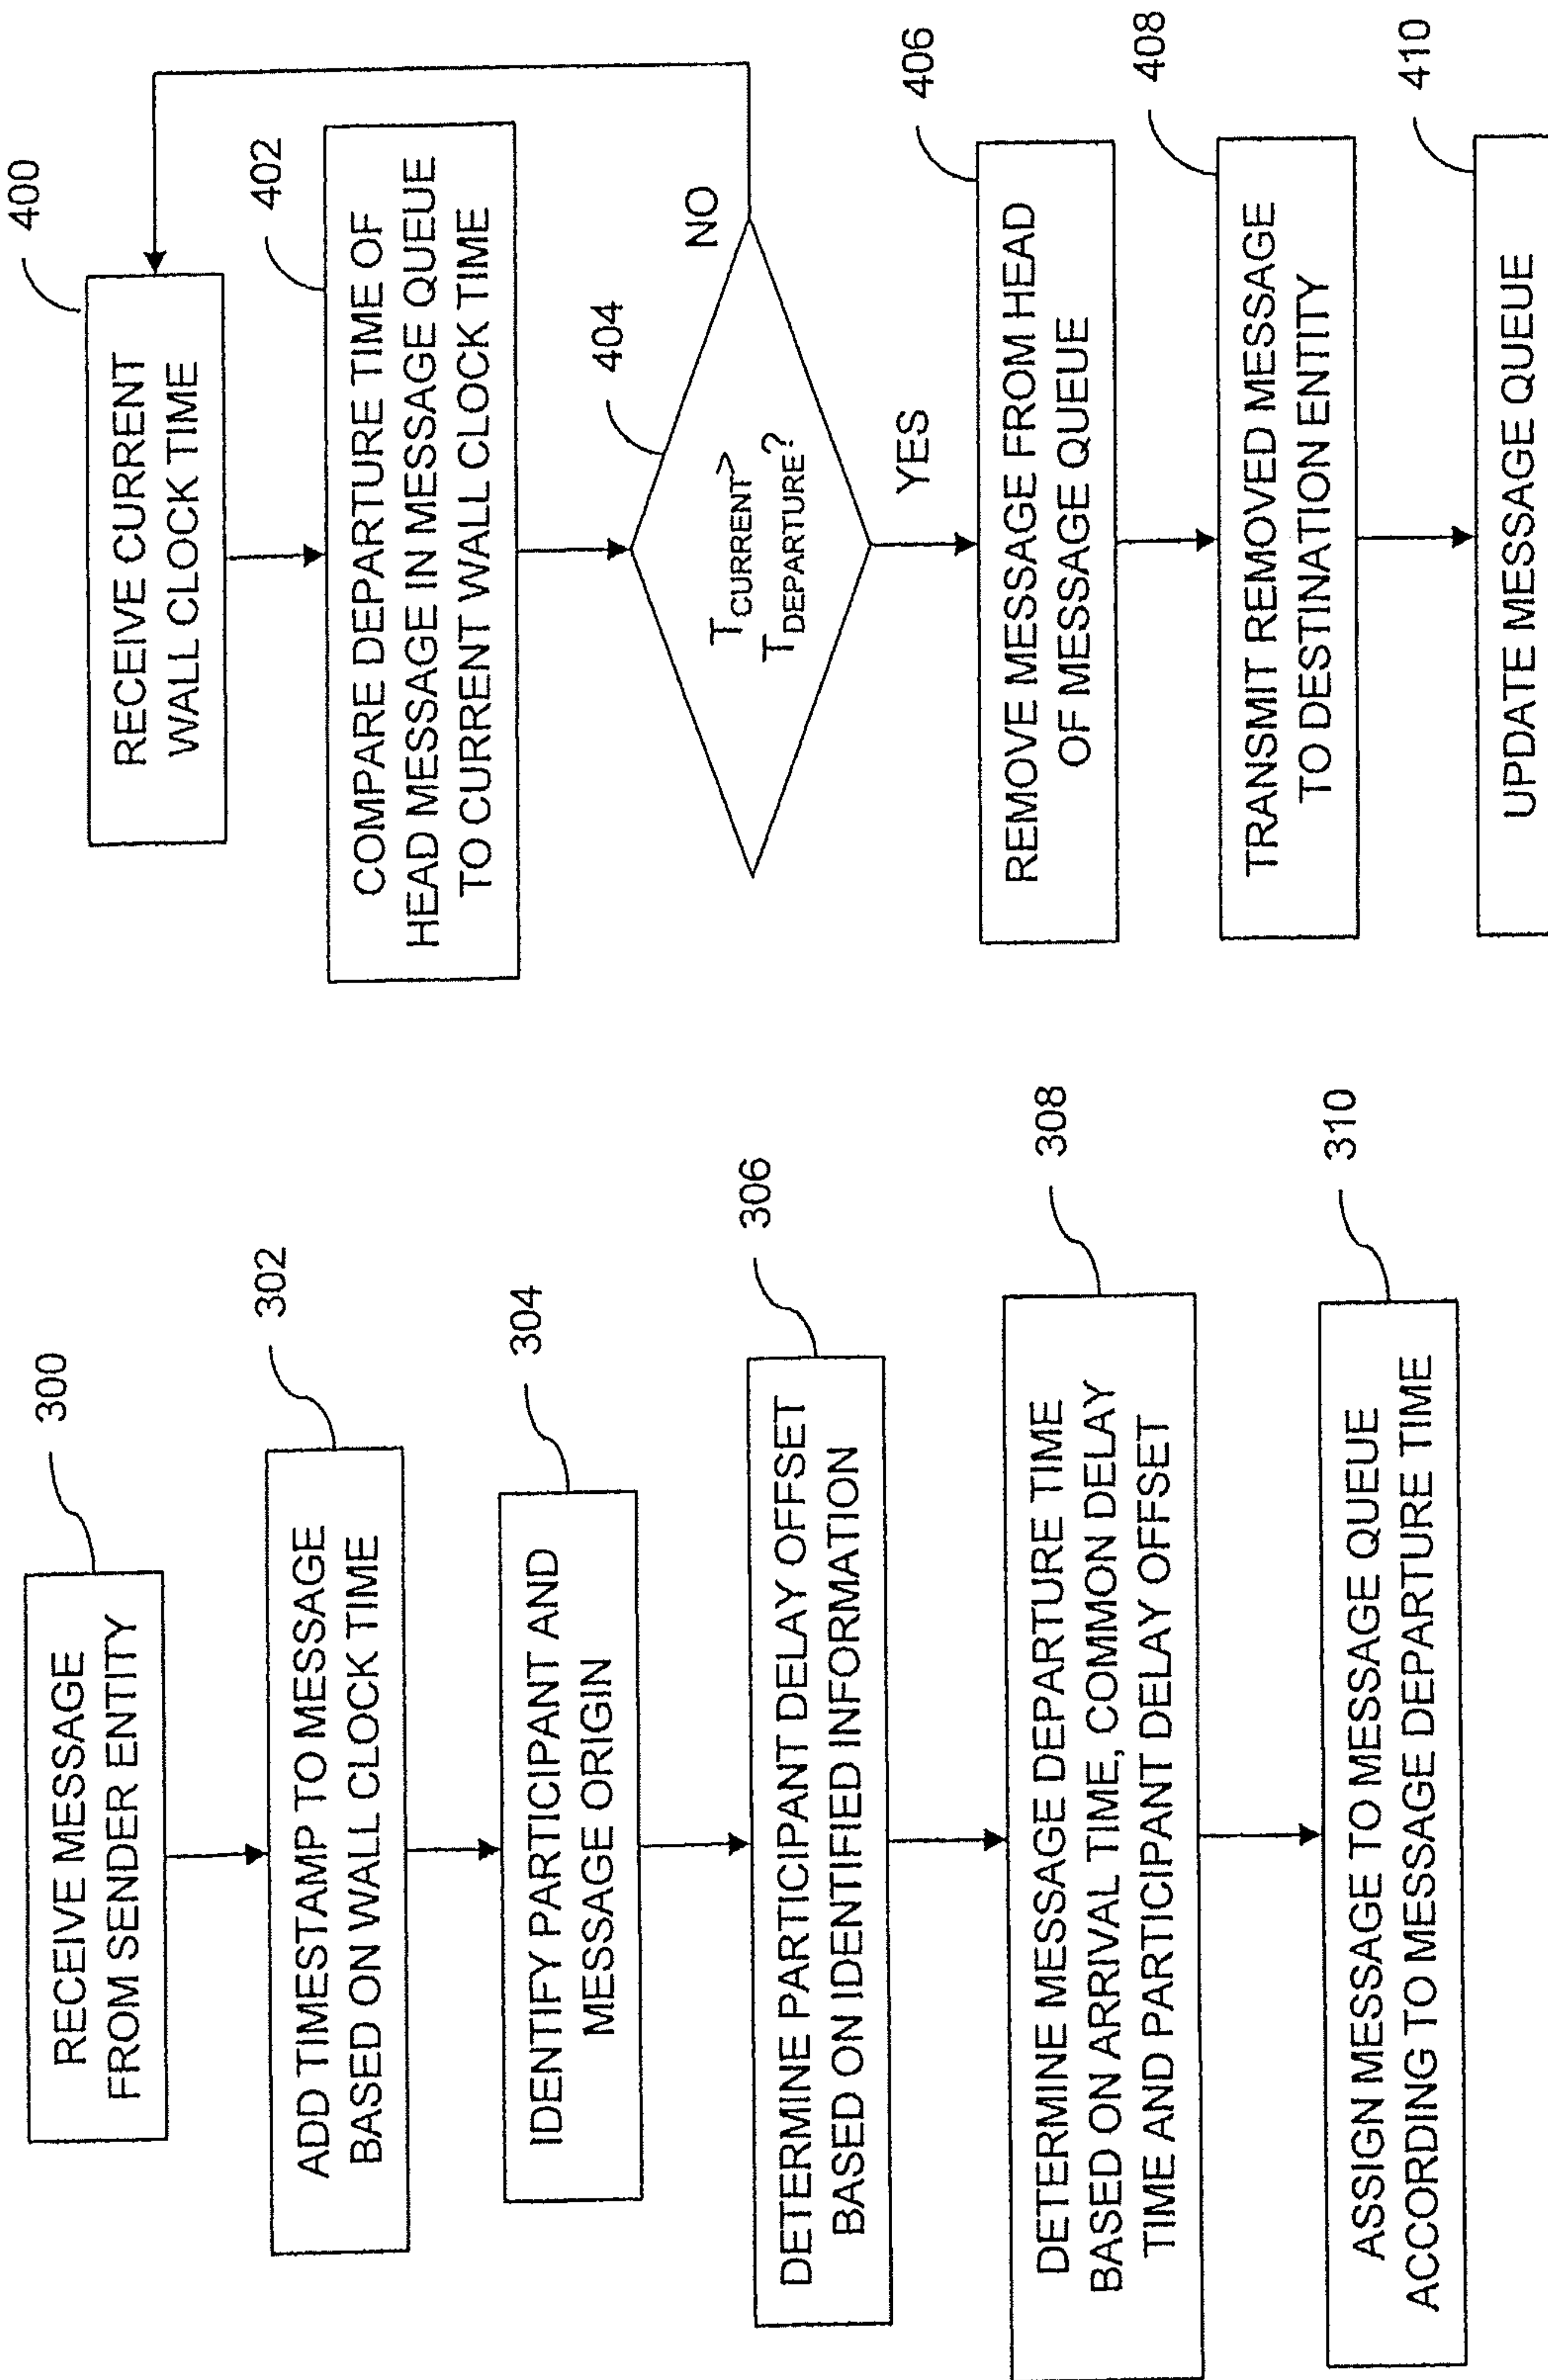 300
RECEIVE MESSAGE
FROM SENDER ENTITY
302
ADD TIMESTAMP TO MESSAGE
BASED ON WALL CLOCK TIME
304
IDENTIFY PARTICIPANT AND
MESSAGE ORIGIN
306
DETERMINE PARTICIPANT DELAY OFFSET
BASED ON IDENTIFIED INFORMATION
308
DETERMINE MESSAGE DEPARTURE TIME
BASED ON ARRIVAL TIME, COMMON DELAY
TIME AND PARTICIPANT DELAY OFFSET
310
ASSIGN MESSAGE TO MESSAGE QUEUE
ACCORDING TO MESSAGE DEPARTURE TIME
400
RECEIVE CURRENT
WALL CLOCK TIME
402
COMPARE DEPARTURE TIME OF
HEAD MESSAGE IN MESSAGE QUEUE
TO CURRENT WALL CLOCK TIME
404
NO
TCURRENT>
TDEPARTURE?
YES
406
REMOVE MESSAGE FROM HEAD
OF MESSAGE QUEUE
408
TRANSMIT REMOVED MESSAGE
TO DESTINATION ENTITY
410
UPDATE MESSAGE QUEUE